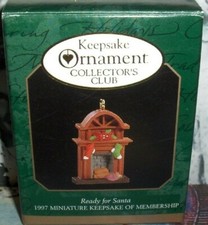 Keepsake
Ornament
COLLECTOR'S
CLUB
Ready for Santa
1997 MINIATURE KEEPSAKE OF MEMBERSHIP